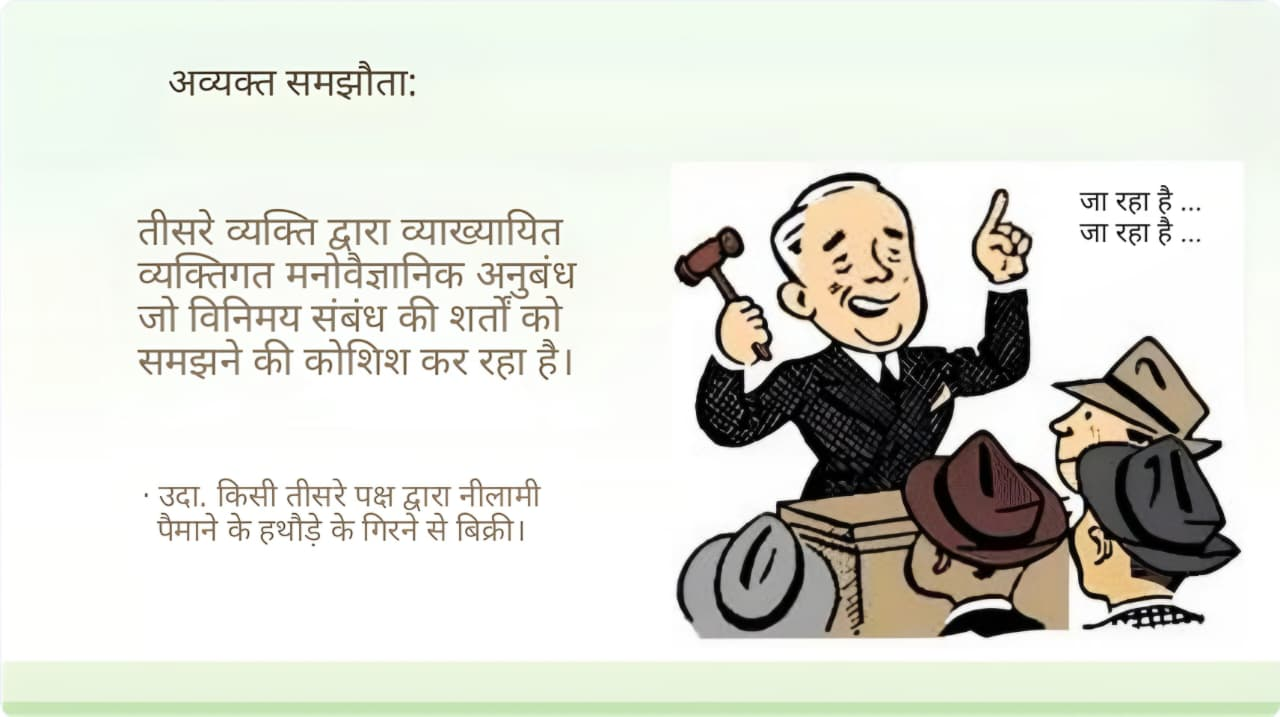 अव्यक्त समझौता:
तीसरे व्यक्ति द्वारा व्याख्यायित
व्यक्तिगत मनोवैज्ञानिक अनुबंध
जो विनिमय संबंध की शर्तों को
समझने की कोशिश कर रहा है।
· उदा. किसी तीसरे पक्ष द्वारा नीलामी
पैमाने के हथौड़े के गिरने से बिक्री।
जा रहा है ...
जा रहा है ...